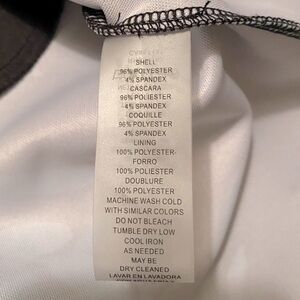 SHELL
96% POLYESTER
4% SPANDEX
CASCARA
96% POLIESTER
4% SPANDEX
COQUILLE
96% POLYESTER
4% SPANDEX
LINING
100% POLYESTER
FORRO
100% POLIESTER
DOUBLURE
100% POLYESTER
MACHINE WASH COLD
WITH SIMILAR COLORS
DO NOT BLEACH
TUMBLE DRY LOW
COOL IRON
AS NEEDED
MAY BE
DRY CLEANED
LAVAR EN LAVADORA